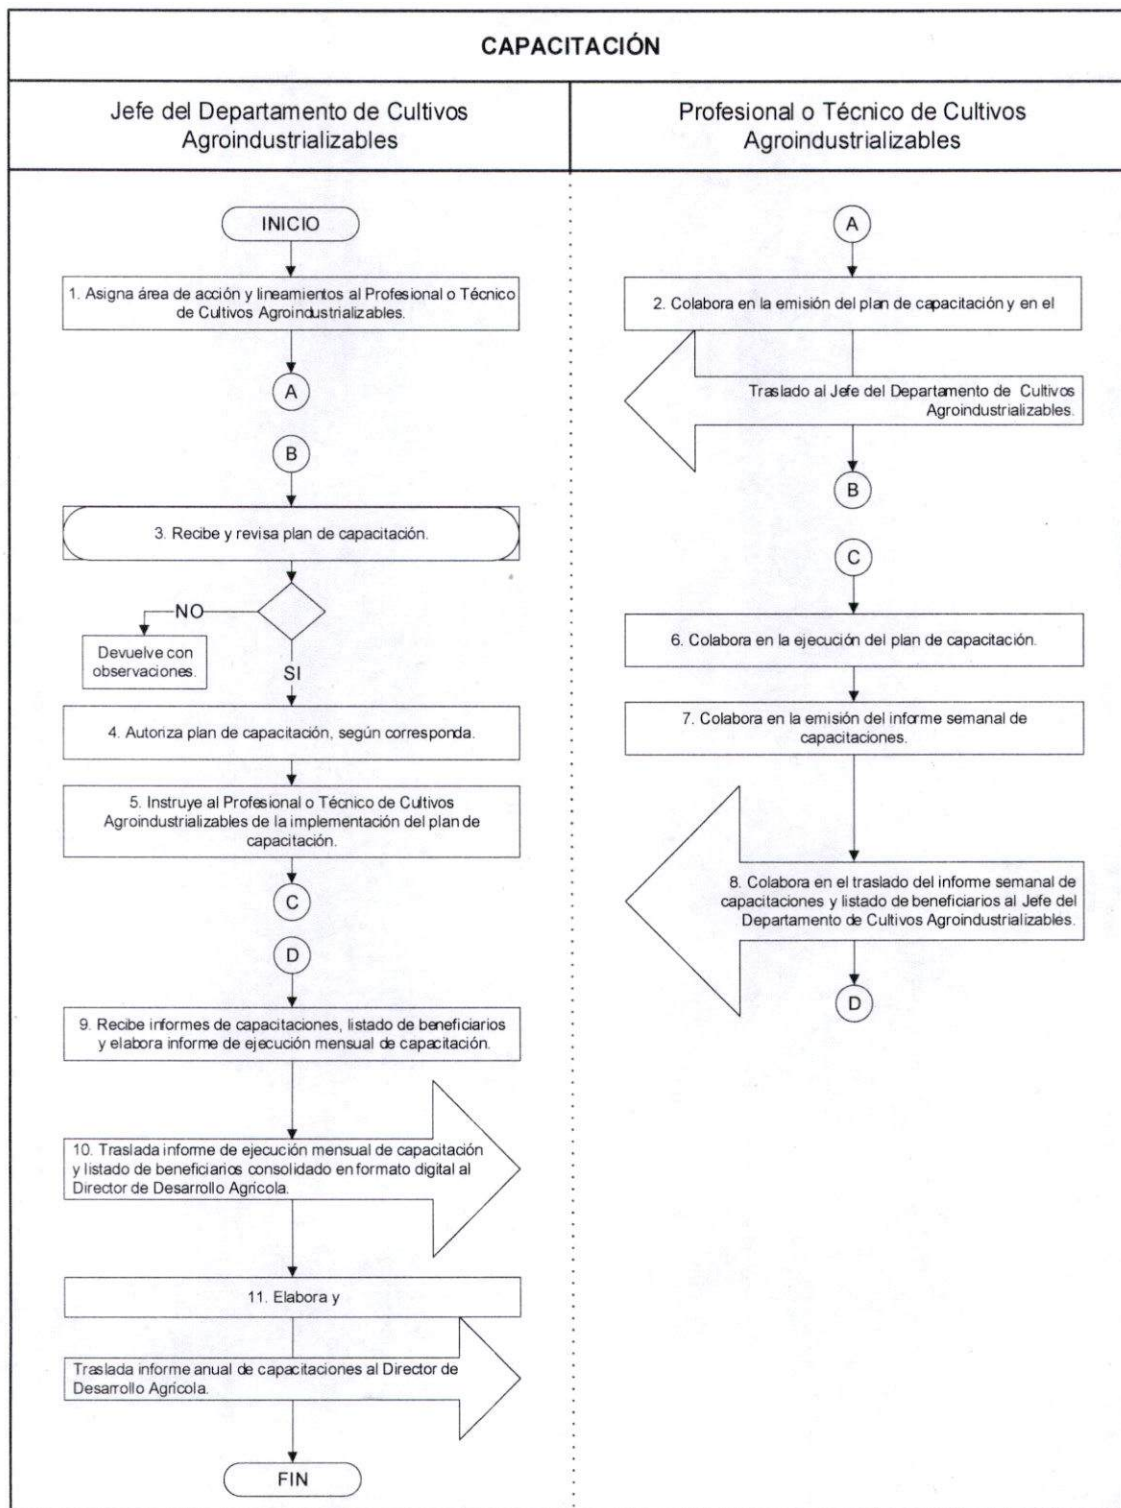 CAPACITACIÓN
Jefe del Departamento de Cultivos
Agroindustrializables
INICIO
1. Asigna área de acción y lineamientos al Profesional o Técnico
de Cultivos Agroindustrializables.
A
B
3. Recibe y revisa plan de capacitación.
NO
Devuelve con
observaciones.
SI
4. Autoriza plan de capacitación, según corresponda.
5. Instruye al Profesional o Técnico de Cultivos
Agroindustrializables de la implementación del plan de
capacitación.
C
D
9. Recibe informes de capacitaciones, listado de beneficiarios
y elabora informe de ejecución mensual de capacitación.
10. Traslada informe de ejecución mensual de capacitación
y listado de beneficiarios consolidado en formato digital al
Director de Desarrollo Agrícola.
11. Elabora y
Traslada informe anual de capacitaciones al Director de
Desarrollo Agrícola.
FIN
Profesional o Técnico de Cultivos
Agroindustrializables
A
2. Colabora en la emisión del plan de capacitación y en el
Traslado al Jefe del Departamento de Cultivos
Agroindustrializables.
B
C
6. Colabora en la ejecución del plan de capacitación.
7. Colabora en la emisión del informe semanal de
capacitaciones.
8. Colabora en el traslado del informe semanal de
capacitaciones y listado de beneficiarios al Jefe del
Departamento de Cultivos Agroindustrializables.
D